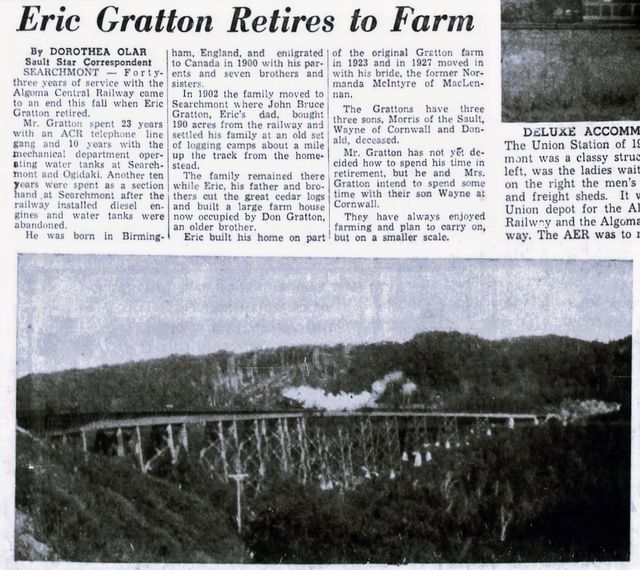 Eric Gratton Retires to Farm
By DOROTHEA OLAR
Sault Star Correspondent
SEARCHMONT — Forty-
three years of service with the
Algoma Central Railway came
to an end this fall when Eric
Gratton retired.
Mr. Gratton spent 23 years
with an ACR telephone line
gang and 10 years with the
mechanical department oper-
ating water tanks at Search-
mont and Ogidaki. Another ten
years were spent as a section
hand at Searchmont after the
railway installed diesel en-
gines and water tanks were
abandoned.
He was born in Birming-
ham, England, and emigrated
to Canada in 1900 with his par-
ents and seven brothers and
sisters.
In 1902 the family moved to
Searchmont where John Bruce
Gratton, Eric's dad, bought
190 acres from the railway and
settled his family at an old set
of logging camps about a mile
up the track from the home-
stead.
The family remained there
while Eric, his father and bro-
thers cut the great cedar logs
and built a large farm house
now occupied by Don Gratton,
an older brother.
Eric built his home on part
of the original Gratton farm
in 1923 and in 1927 moved in
with his bride, the former Nor-
manda McIntyre of MacLen-
nan.
The Grattons have three
three sons, Morris of the Sault,
Wayne of Cornwall and Don-
ald, deceased.
Mr. Gratton has not yet de-
cided how to spend his time in
retirement, but he and Mrs.
Gratton intend to spend some
time with their son Wayne at
Cornwall.
They have always enjoyed
farming and plan to carry on,
but on a smaller scale.
DELUXE ACCOMM
The Union Station of 19
mont was a classy struc
left, was the ladies wait
on the right the men's
and freight sheds. It v
Union depot for the Al
Railway and the Algoma
way. The AER was to